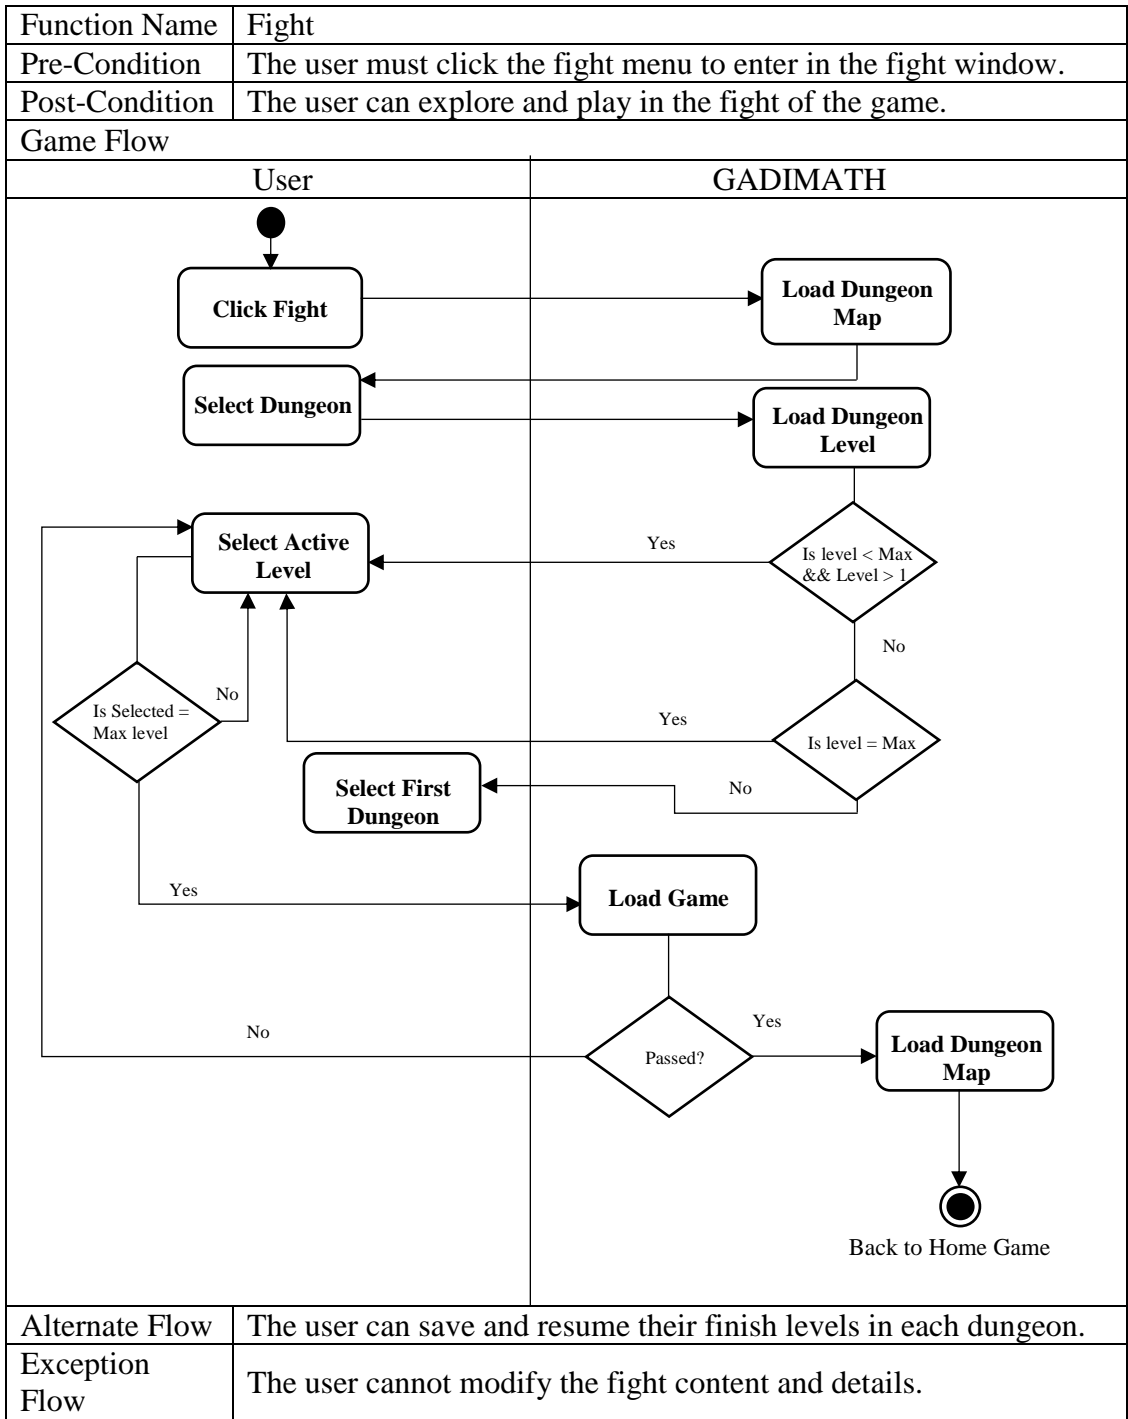 Function Name Fight
Pre-Condition The user must click the fight menu to enter in the fight window.
Post-Condition The user can explore and play in the fight of the game.
Game Flow
User GADIMATH
Click Fight
Load Dungeon
Map
Select Dungeon
Load Dungeon
Level
Select Active
Level
Yes
Is level < Max
&& Level > 1
No
Is Selected =
Max level
No
Yes
Is level = Max
Select First
Dungeon
No
Yes
Load Game
No
Passed?
Yes
Load Dungeon
Map
Back to Home Game
Alternate Flow The user can save and resume their finish levels in each dungeon.
Exception
Flow
The user cannot modify the fight content and details.